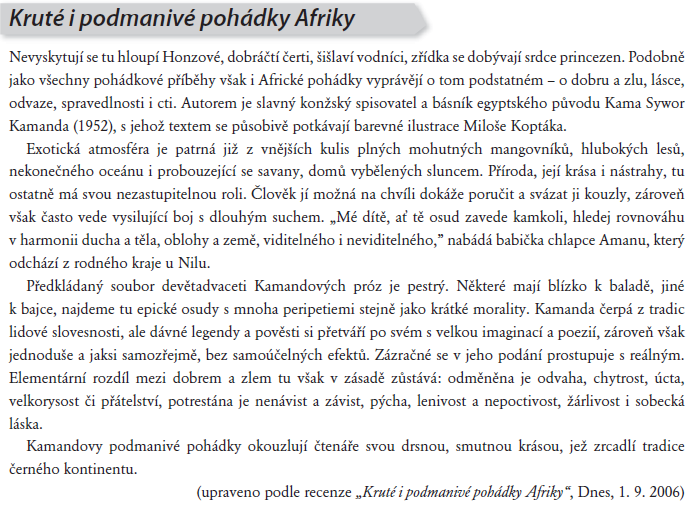 Kruté i podmanivé pohádky Afriky
Nevyskytují se tu hloupí Honzové, dobráčtí čerti, šišlaví vodníci, zřídka se dobývají srdce princezen. Podobně
jako všechny pohádkové příběhy však i Africké pohádky vyprávějí o tom podstatném – o dobru a zlu, lásce,
odvaze, spravedlnosti i cti. Autorem je slavný konžský spisovatel a básník egyptského původu Kama Sywor
Kamanda (1952), s jehož textem se působivě potkávají barevné ilustrace Miloše Koptáka.
Exotická atmosféra je patrná již z vnějších kulis plných mohutných mangovníků, hlubokých lesů,
nekonečného oceánu i probouzející se savany, domů vybělených sluncem. Příroda, její krása i nástrahy, tu
ostatně má svou nezastupitelnou roli. Člověk jí možná na chvíli dokáže poručit a svázat ji kouzly, zároveň
však často vede vysilující boj s dlouhým suchem. „Mé dítě, ať tě osud zavede kamkoli, hledej rovnováhu
v harmonii ducha a těla, oblohy a země, viditelného i neviditelného,” nabádá babička chlapce Amanu, který
odchází z rodného kraje u Nilu.
Předkládaný soubor devětadvaceti Kamandových próz je pestrý. Některé mají blízko k baladě, jiné
k bajce, najdeme tu epické osudy s mnoha peripetiemi stejně jako krátké morality. Kamanda čerpá z tradic
lidové slovesnosti, ale dávné legendy a pověsti si přetváří po svém s velkou imaginací a poezií, zároveň však
jednoduše a jaksi samozřejmě, bez samoúčelných efektů. Zázračné se v jeho podání prostupuje s reálným.
Elementární rozdíl mezi dobrem a zlem tu však v zásadě zůstává: odměněna je odvaha, chytrost, úcta,
velkorysost či přátelství, potrestána je nenávist a závist, pýcha, lenivost a nepoctivost, žárlivost i sobecká
láska.
Kamandovy podmanivé pohádky okouzlují čtenáře svou drsnou, smutnou krásou, jež zrcadlí tradice
černého kontinentu.
(upraveno podle recenze „Kruté i podmanivé pohádky Afriky“, Dnes, 1. 9. 2006)